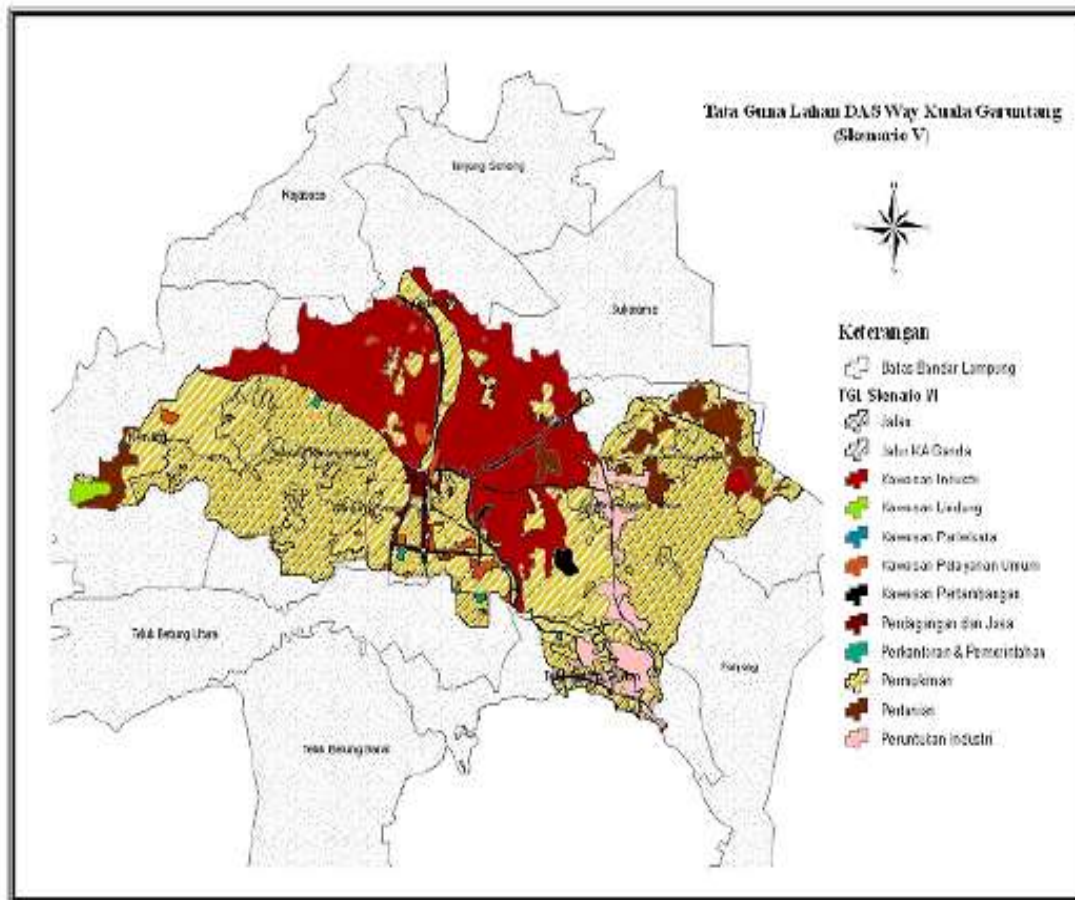 Tata Guna Lahan DAS Way Kuala Garuntang
(Skenario V)
N
Tanjung Senang
Kedaton
Sukarame
Keterangan
Batas Bandar Lampung
TGL Skenario VI
Jalan
Jalur KA Ganda
Kawasan Industri
Kawasan Lindung
Kawasan Pariwisata
Kawasan Pelayanan Umum
Kawasan Pertambangan
Perdagangan dan Jasa
Perkantoran & Pemerintahan
Permukiman
Pertanian
Peruntukan Industri
Teluk Betung Utara
Panjang
Teluk Betung Barat